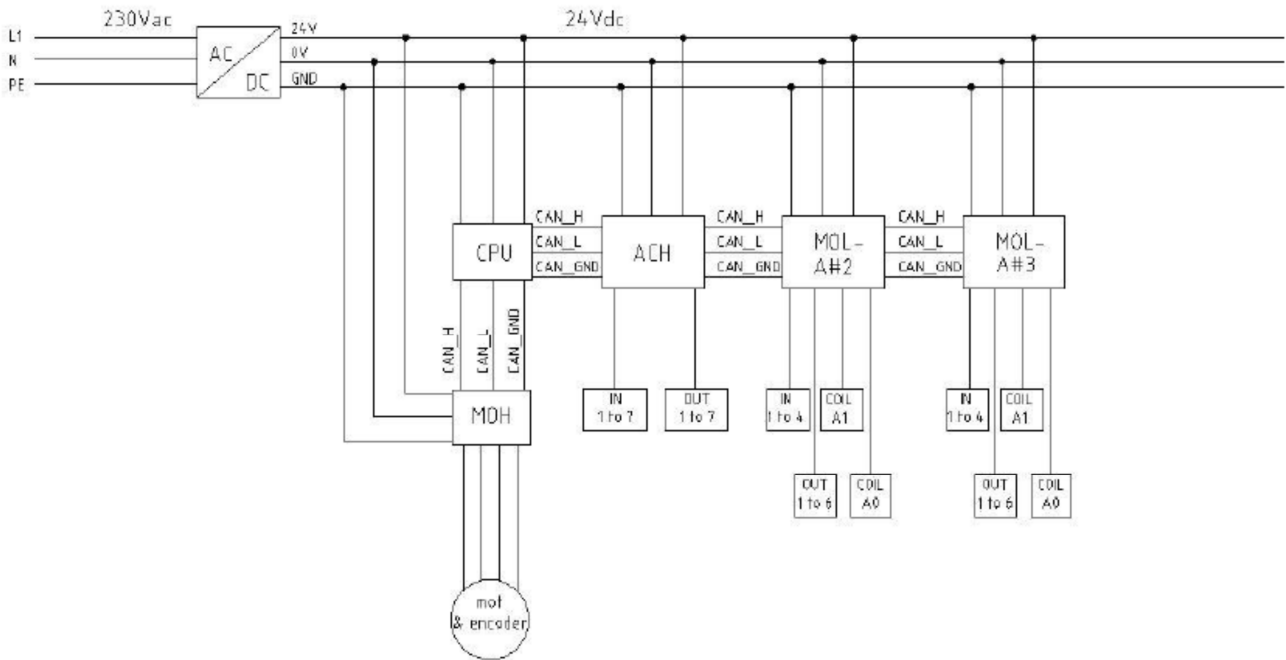 230Vac
24Vdc
L1
N
PE
AC
DC
24V
0V
GND
CPU
CAN_H
CAN_L
CAN_GND
ACH
CAN_H
CAN_L
CAN_GND
MOL-
A#2
CAN_H
CAN_L
CAN_GND
MOL-
A#3
CAN_H
CAN_L
CAN_GND
MDH
IN
1 to 7
OUT
1 to 7
IN
1 to 4
COIL
A1
IN
1 to 4
COIL
A1
OUT
1 to 6
COIL
A0
OUT
1 to 6
COIL
A0
mot
& encoder